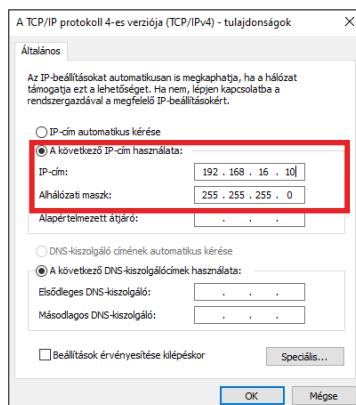 A TCP/IP protokoll 4-es verziója (TCP/IPv4) - tulajdonságok
Általános
Az IP-beállításokat automatikusan is megkaphatja, ha a hálózat
támogatja ezt a lehetőséget. Ha nem, lépjen kapcsolatba a
rendszergazdával a megfelelő IP-beállításokért.
IP-cím automatikus kérése
A következő IP-cím használata:
IP-cím: 192 . 168 . 16 . 10
Alhálózati maszk: 255 . 255 . 255 . 0
Alapértelmezett átjáró: . . .
DNS-kiszolgáló címének automatikus kérése
A következő DNS-kiszolgálócímek használata:
Elsődleges DNS-kiszolgáló: . . .
Másodlagos DNS-kiszolgáló: . . .
Beállítások érvényesítése kilépéskor Speciális...
OK Mégse